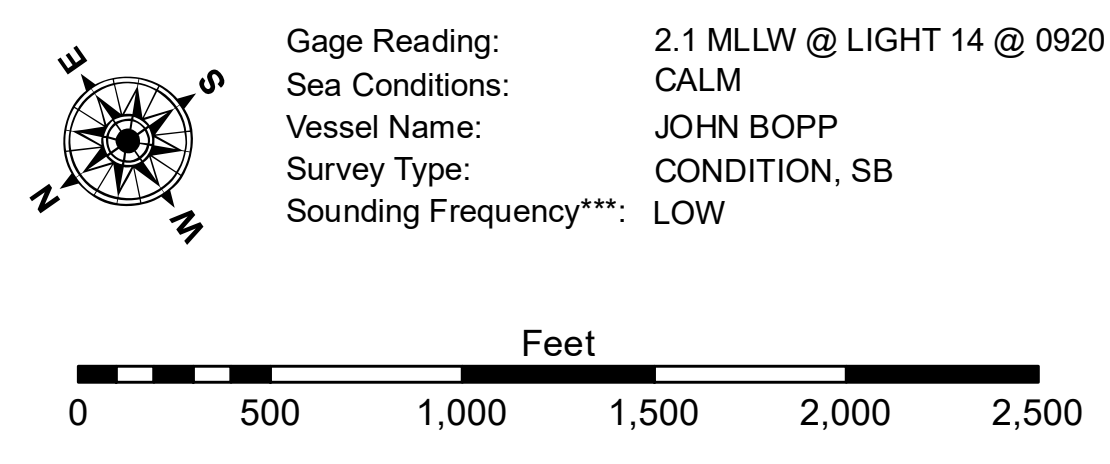 E
S
N
W
Gage Reading: 2.1 MLLW @ LIGHT 14 @ 0920
Sea Conditions: CALM
Vessel Name: JOHN BOPP
Survey Type: CONDITION, SB
Sounding Frequency***: LOW
Feet
0 500 1,000 1,500 2,000 2,500